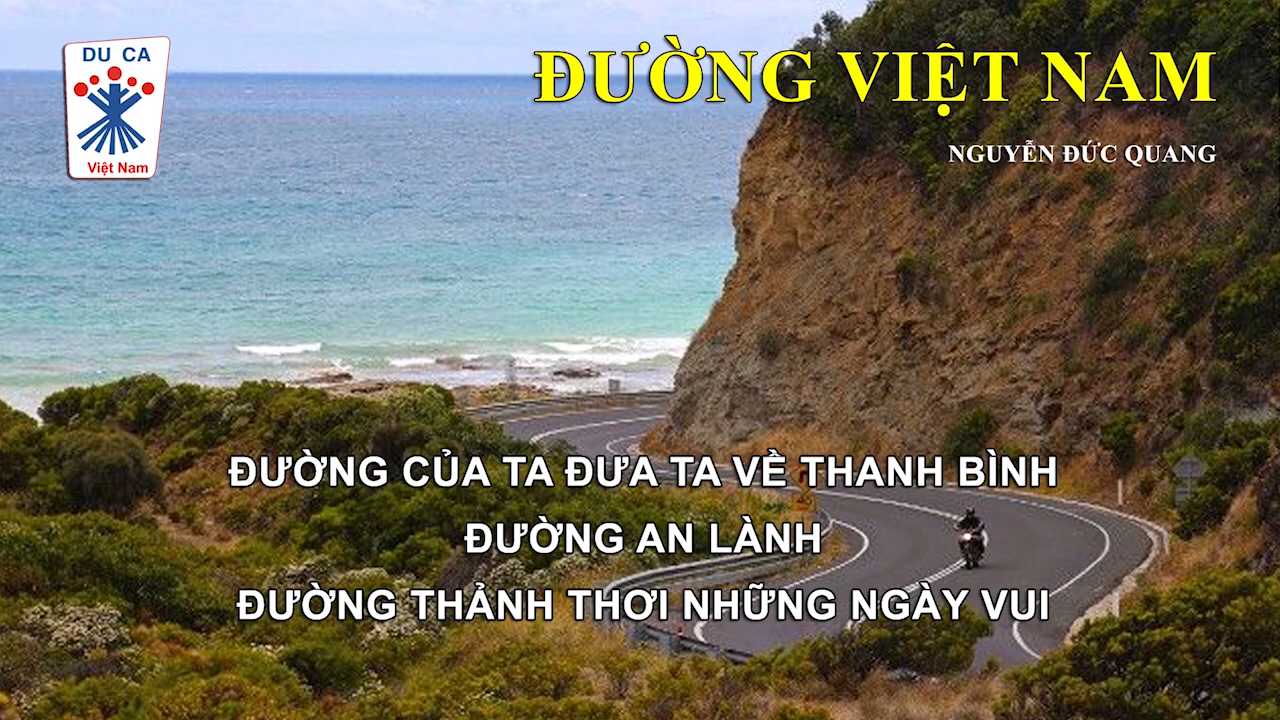 DU CA
Việt Nam
ĐƯỜNG VIỆT NAM
NGUYỄN ĐỨC QUANG
ĐƯỜNG CỦA TA ĐƯA TA VỀ THANH BÌNH
ĐƯỜNG AN LÀNH
ĐƯỜNG THẢNH THƠI NHỮNG NGÀY VUI